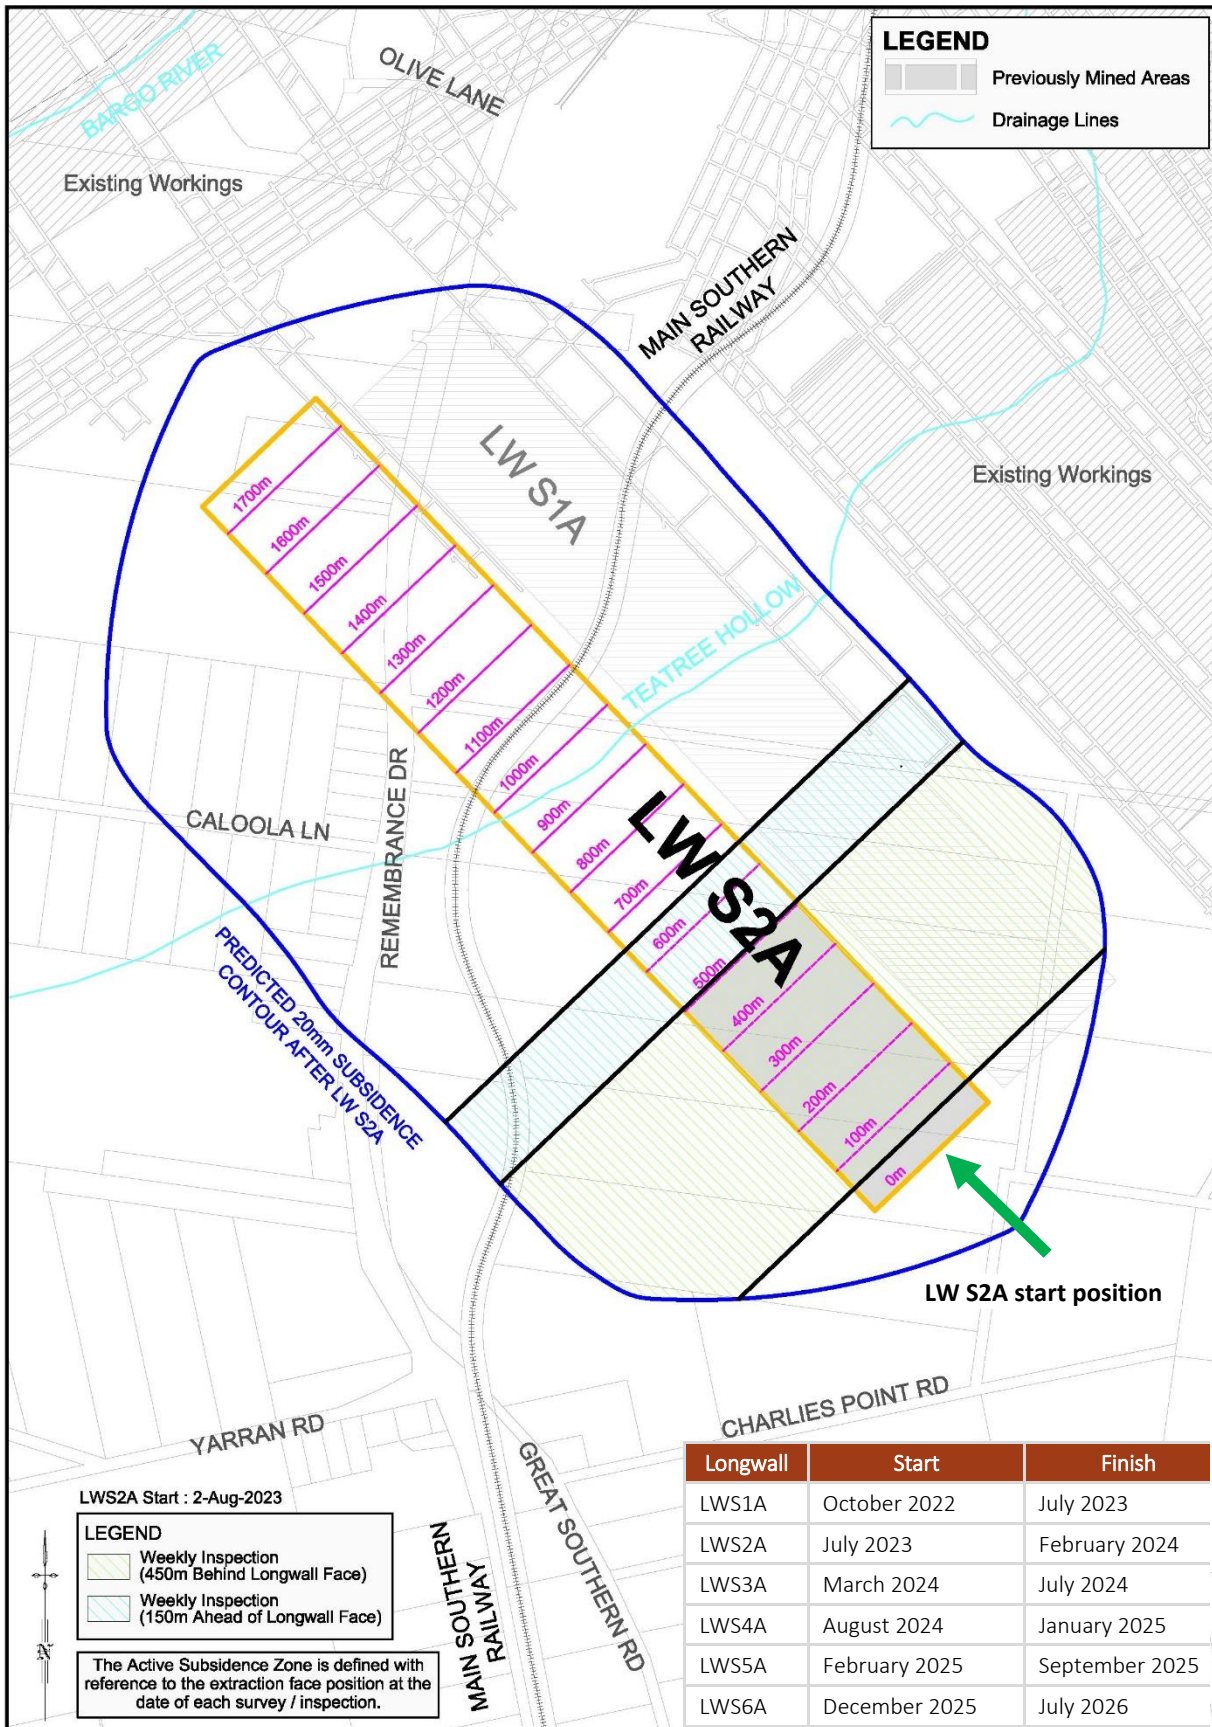 LEGEND
Previously Mined Areas
Drainage Lines
BARGO RIVER
OLIVE LANE
Existing Workings
MAIN SOUTHERN
RAILWAY
LW S1A
Existing Workings
TEATREE HOLLOW
1700m
1600m
1500m
1400m
1300m
1200m
1100m
1000m
900m
800m
700m
600m
500m
400m
300m
200m
100m
0m
LW S2A
CALOOLA LN
REMEMBRANCE DR
PREDICTED 20mm SUBSIDENCE
CONTOUR AFTER LW S2A
LW S2A start position
CHARLIES POINT RD
YARRAN RD
GREAT SOUTHERN RD
MAIN SOUTHERN
RAILWAY
LWS2A Start : 2-Aug-2023
LEGEND
Weekly Inspection
(450m Behind Longwall Face)
Weekly Inspection
(150m Ahead of Longwall Face)
N
The Active Subsidence Zone is defined with
reference to the extraction face position at the
date of each survey / inspection.
Longwall Start Finish
LWS1A October 2022 July 2023
LWS2A July 2023 February 2024
LWS3A March 2024 July 2024
LWS4A August 2024 January 2025
LWS5A February 2025 September 2025
LWS6A December 2025 July 2026